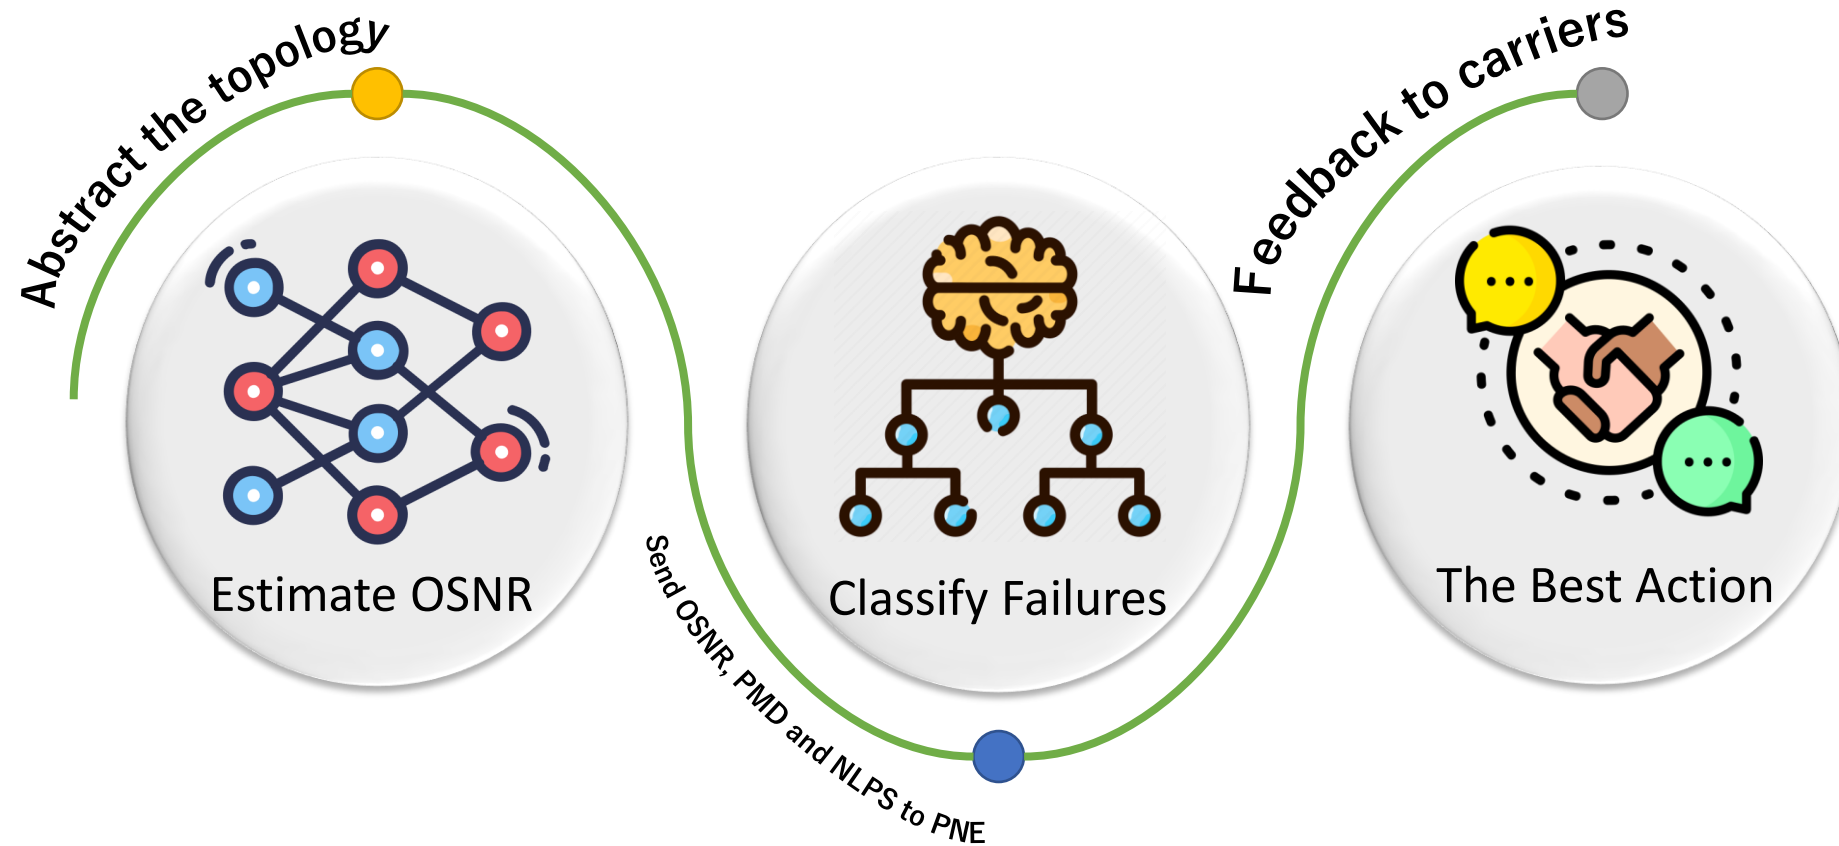 Abstract the topology
Estimate OSNR
Send OSNR, PMD and NLPS to PNE
Classify Failures
Feedback to carriers
The Best Action